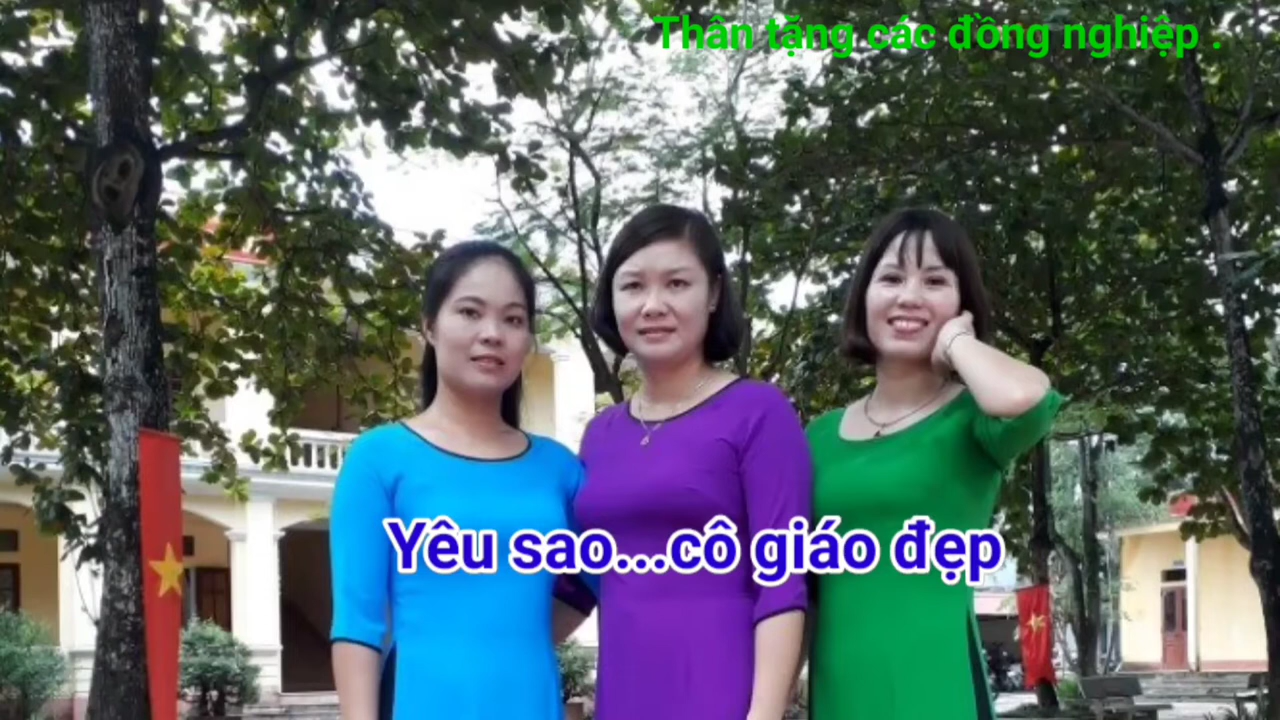 Thân tặng các đồng nghiệp .
Yêu sao...cô giáo đẹp